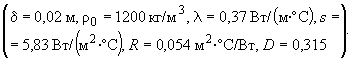 (δ = 0,02 м, ρ₀ = 1200 кг/м³, λ = 0,37 Вт/(м·°С), s =
= 5,83 Вт/(м²·°С), R = 0,054 м²·°С/Вт, D = 0,315).